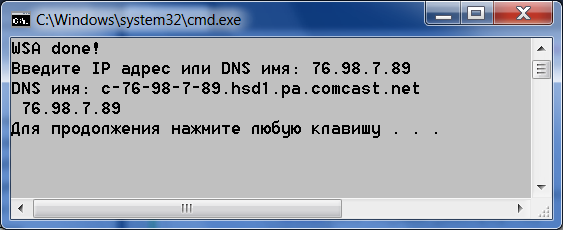 C:\Windows\system32\cmd.exe
WSA done!
Введите IP адрес или DNS имя: 76.98.7.89
DNS имя: c-76-98-7-89.hsd1.pa.comcast.net
76.98.7.89
Для продолжения нажмите любую клавишу . . .